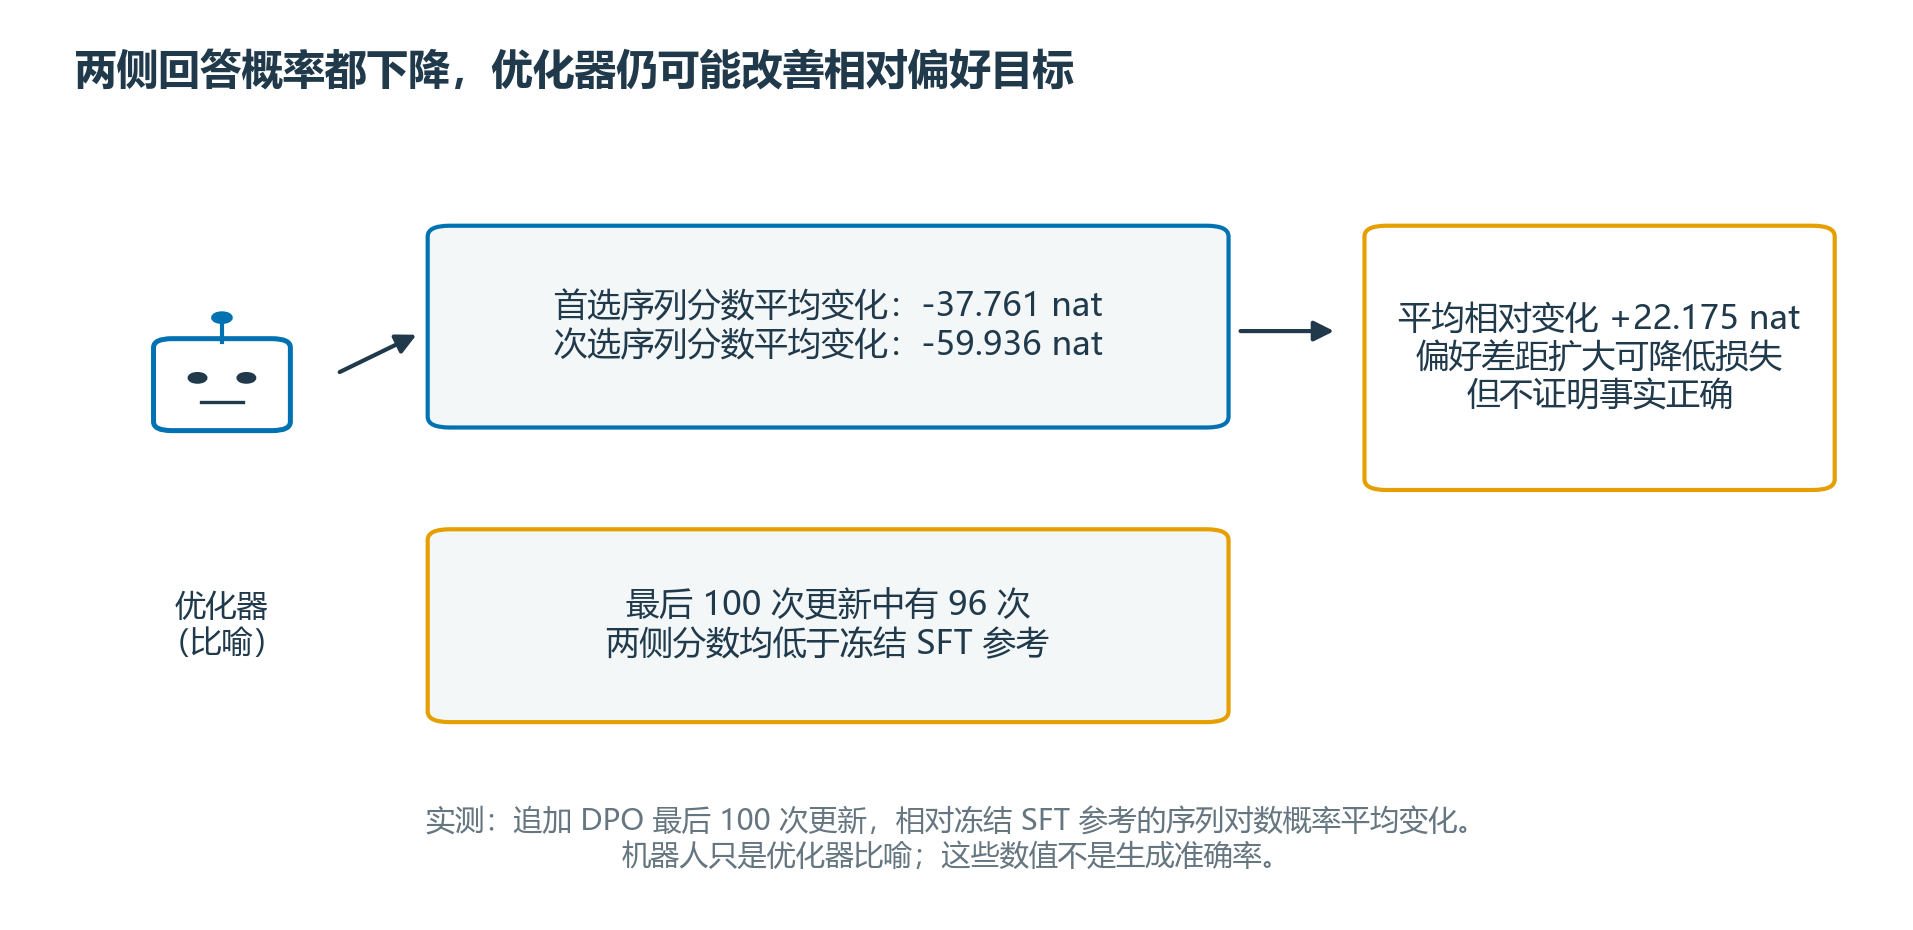 两侧回答概率都下降，优化器仍可能改善相对偏好目标
首选序列分数平均变化：-37.761 nat
次选序列分数平均变化：-59.936 nat
平均相对变化 +22.175 nat
偏好差距扩大可降低损失
但不证明事实正确
优化器
（比喻）
最后 100 次更新中有 96 次
两侧分数均低于冻结 SFT 参考
实测：追加 DPO 最后 100 次更新，相对冻结 SFT 参考的序列对数概率平均变化。
机器人只是优化器比喻；这些数值不是生成准确率。